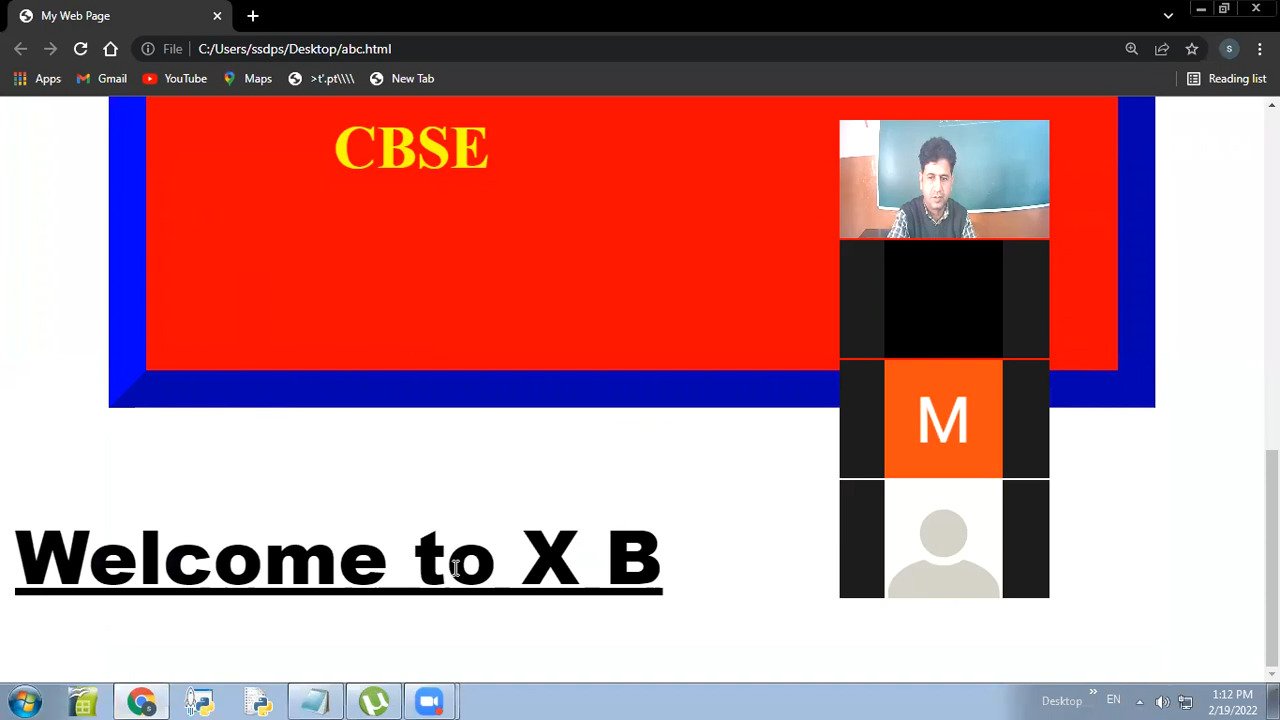 My Web Page
File
C:/Users/ssdps/Desktop/abc.html
S
Apps
Gmail
YouTube
Maps
>t'.pt\\\\
New Tab
Reading list
CBSE
M
Welcome to X B
S
Desktop
EN
1:12 PM
2/19/2022